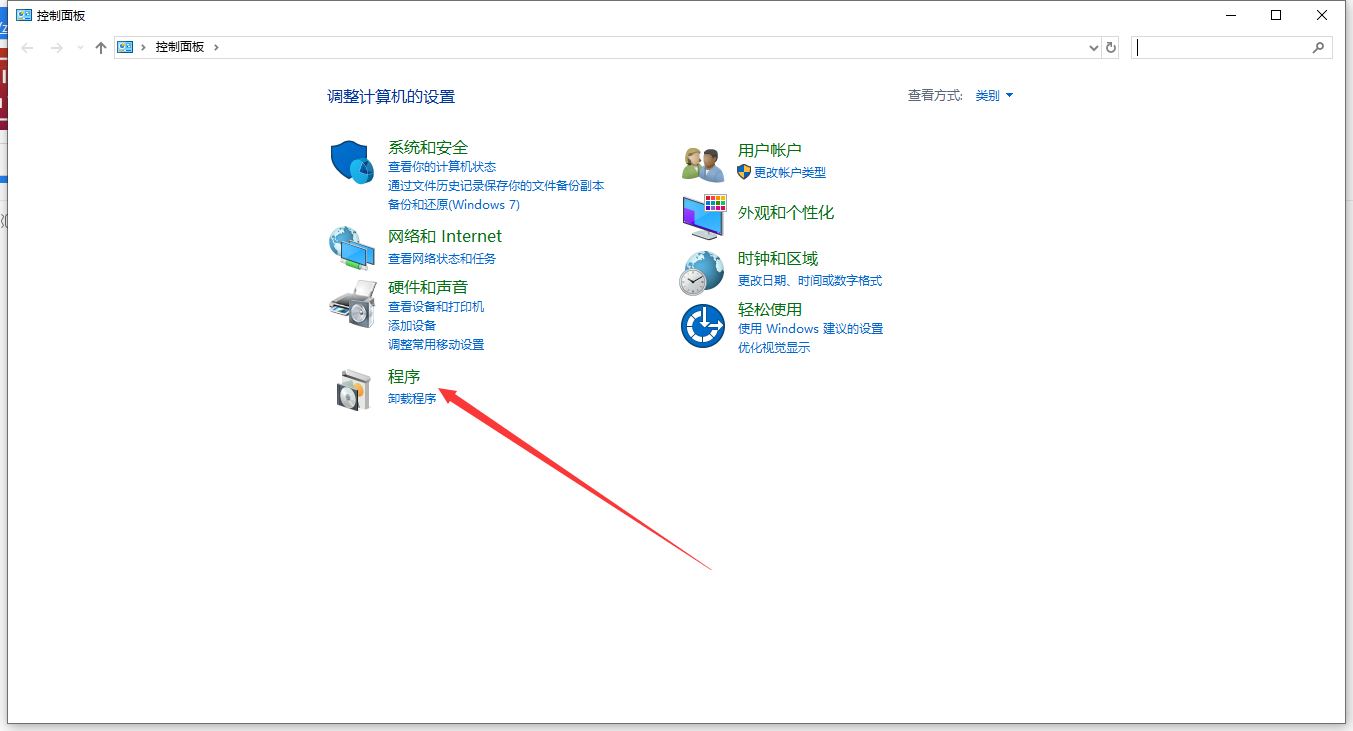 控制面板
控制面板
调整计算机的设置
查看方式: 类别
系统和安全
查看你的计算机状态
通过文件历史记录保存你的文件备份副本
备份和还原(Windows 7)
网络和 Internet
查看网络状态和任务
硬件和声音
查看设备和打印机
添加设备
调整常用移动设置
程序
卸载程序
用户帐户
更改帐户类型
外观和个性化
时钟和区域
更改日期、时间或数字格式
轻松使用
使用 Windows 建议的设置
优化视觉显示